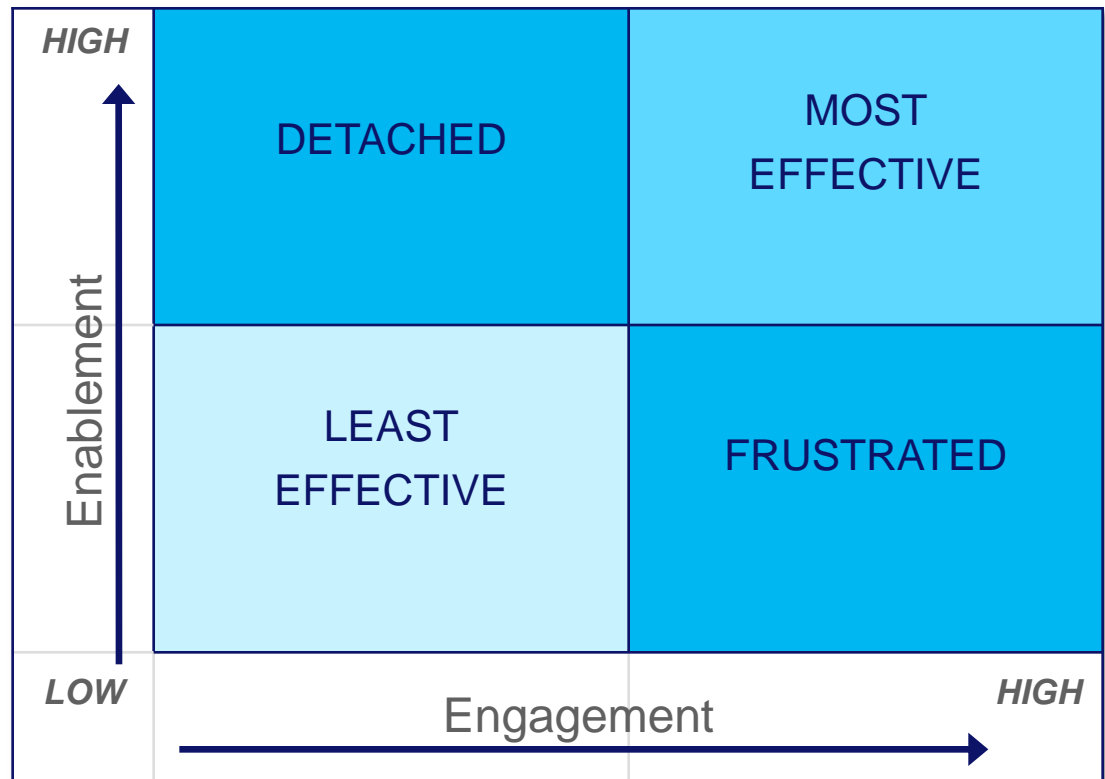 HIGH
DETACHED
MOST
EFFECTIVE
Enablement
LEAST
EFFECTIVE
FRUSTRATED
LOW
HIGH
Engagement